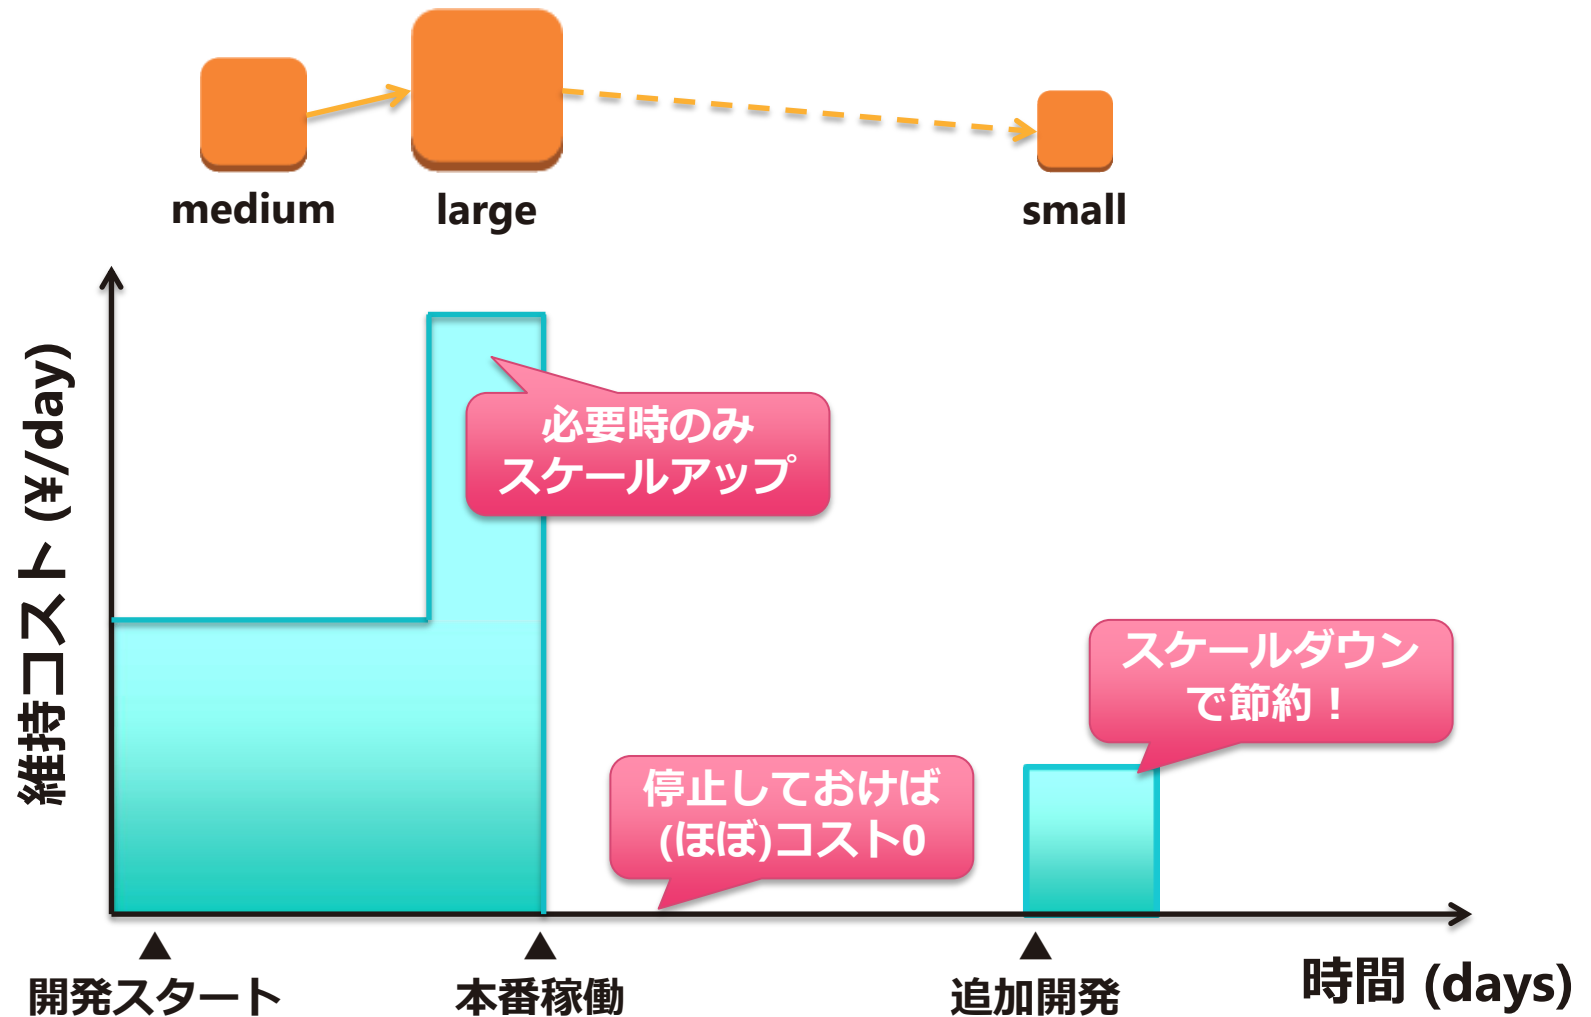 medium
large
small
維持コスト (¥/day)
必要時のみ
スケールアップ
スケールダウン
で節約！
停止しておけば
(ほぼ)コスト0
▲
▲
▲
開発スタート
本番稼働
追加開発
時間 (days)